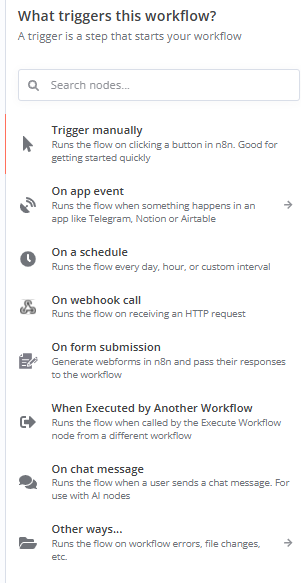 What triggers this workflow?
A trigger is a step that starts your workflow
Search nodes...
Trigger manually
Runs the flow on clicking a button in n8n. Good for
getting started quickly
On app event
Runs the flow when something happens in an
app like Telegram, Notion or Airtable
On a schedule
Runs the flow every day, hour, or custom interval
On webhook call
Runs the flow on receiving an HTTP request
On form submission
Generate webforms in n8n and pass their responses
to the workflow
When Executed by Another Workflow
Runs the flow when called by the Execute Workflow
node from a different workflow
On chat message
Runs the flow when a user sends a chat message. For
use with AI nodes
Other ways...
Runs the flow on workflow errors, file changes,
etc.